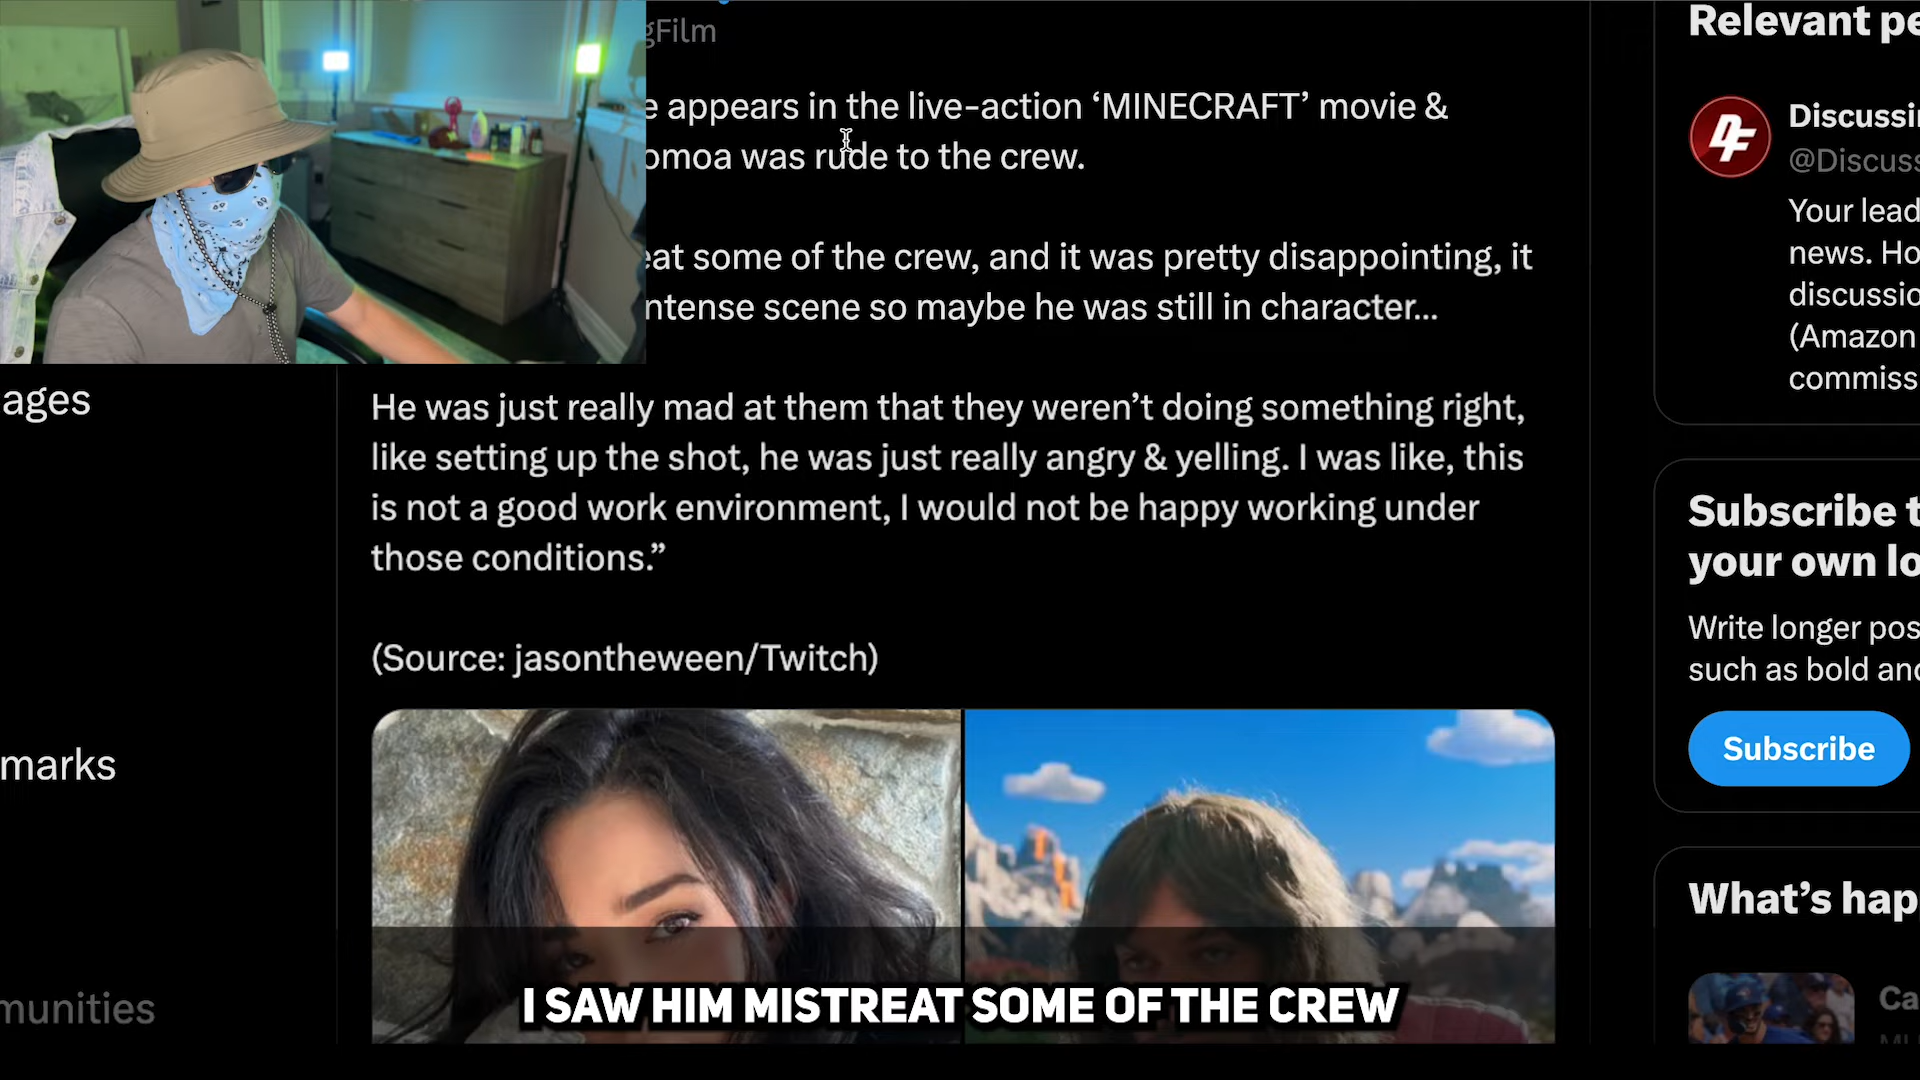 gFilm
e appears in the live-action ‘MINECRAFT’ movie &
omoa was rude to the crew.
eat some of the crew, and it was pretty disappointing, it
ntense scene so maybe he was still in character...
He was just really mad at them that they weren’t doing something right,
like setting up the shot, he was just really angry & yelling. I was like, this
is not a good work environment, I would not be happy working under
those conditions.”
(Source: jasontheween/Twitch)
I SAW HIM MISTREAT SOME OF THE CREW
ages
marks
munities
Relevant pe
DF
Discussin
@Discuss
Your lead
news. Ho
discussio
(Amazon
commiss
Subscribe t
your own lo
Write longer pos
such as bold and
Subscribe
What’s hap
Ca